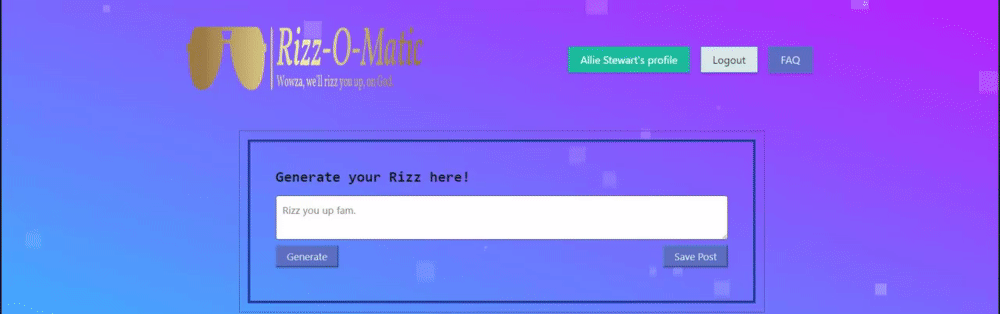 Rizz-O-Matic
Wowza, we'll rizz you up, on God.
Allie Stewart's profile
Logout
FAQ
Generate your Rizz here!
Rizz you up fam.
Generate
Save Post